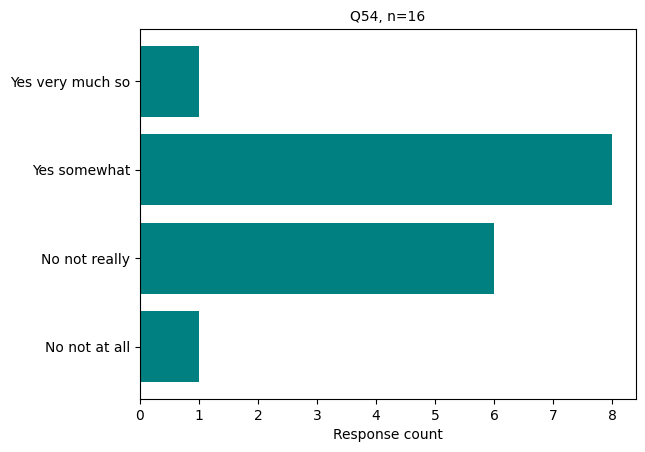 Q54, n=16
Yes very much so
Yes somewhat
No not really
No not at all
0 1 2 3 4 5 6 7 8
Response count